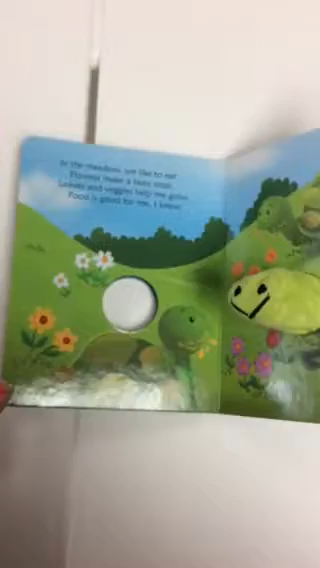 In the meadow, we like to eat
Flowers make a tasty treat
Leaves and veggies help me grow
Food is good for me, I know